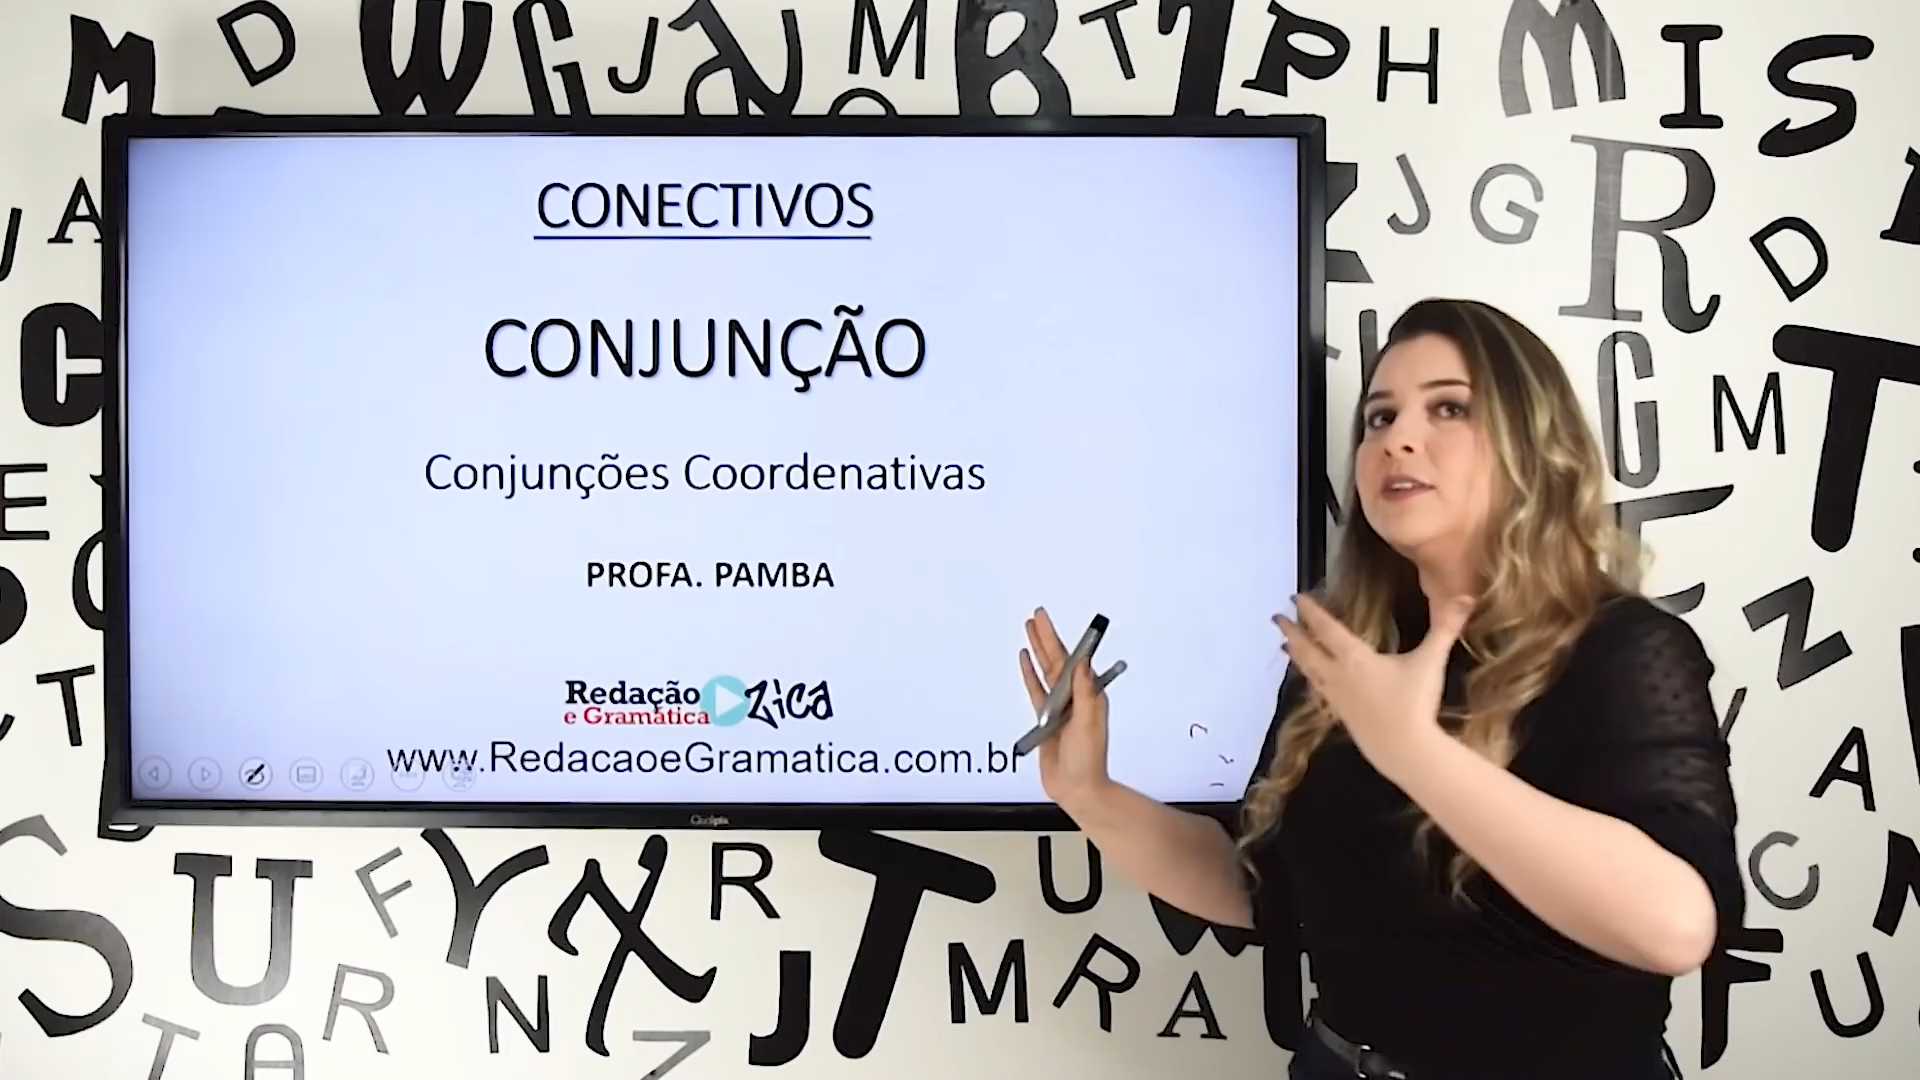 CONECTIVOS
CONJUNÇÃO
Conjunções Coordenativas
PROFA. PAMBA
Redação
e Gramática
zica
www.RedacaoeGramatica.com.br